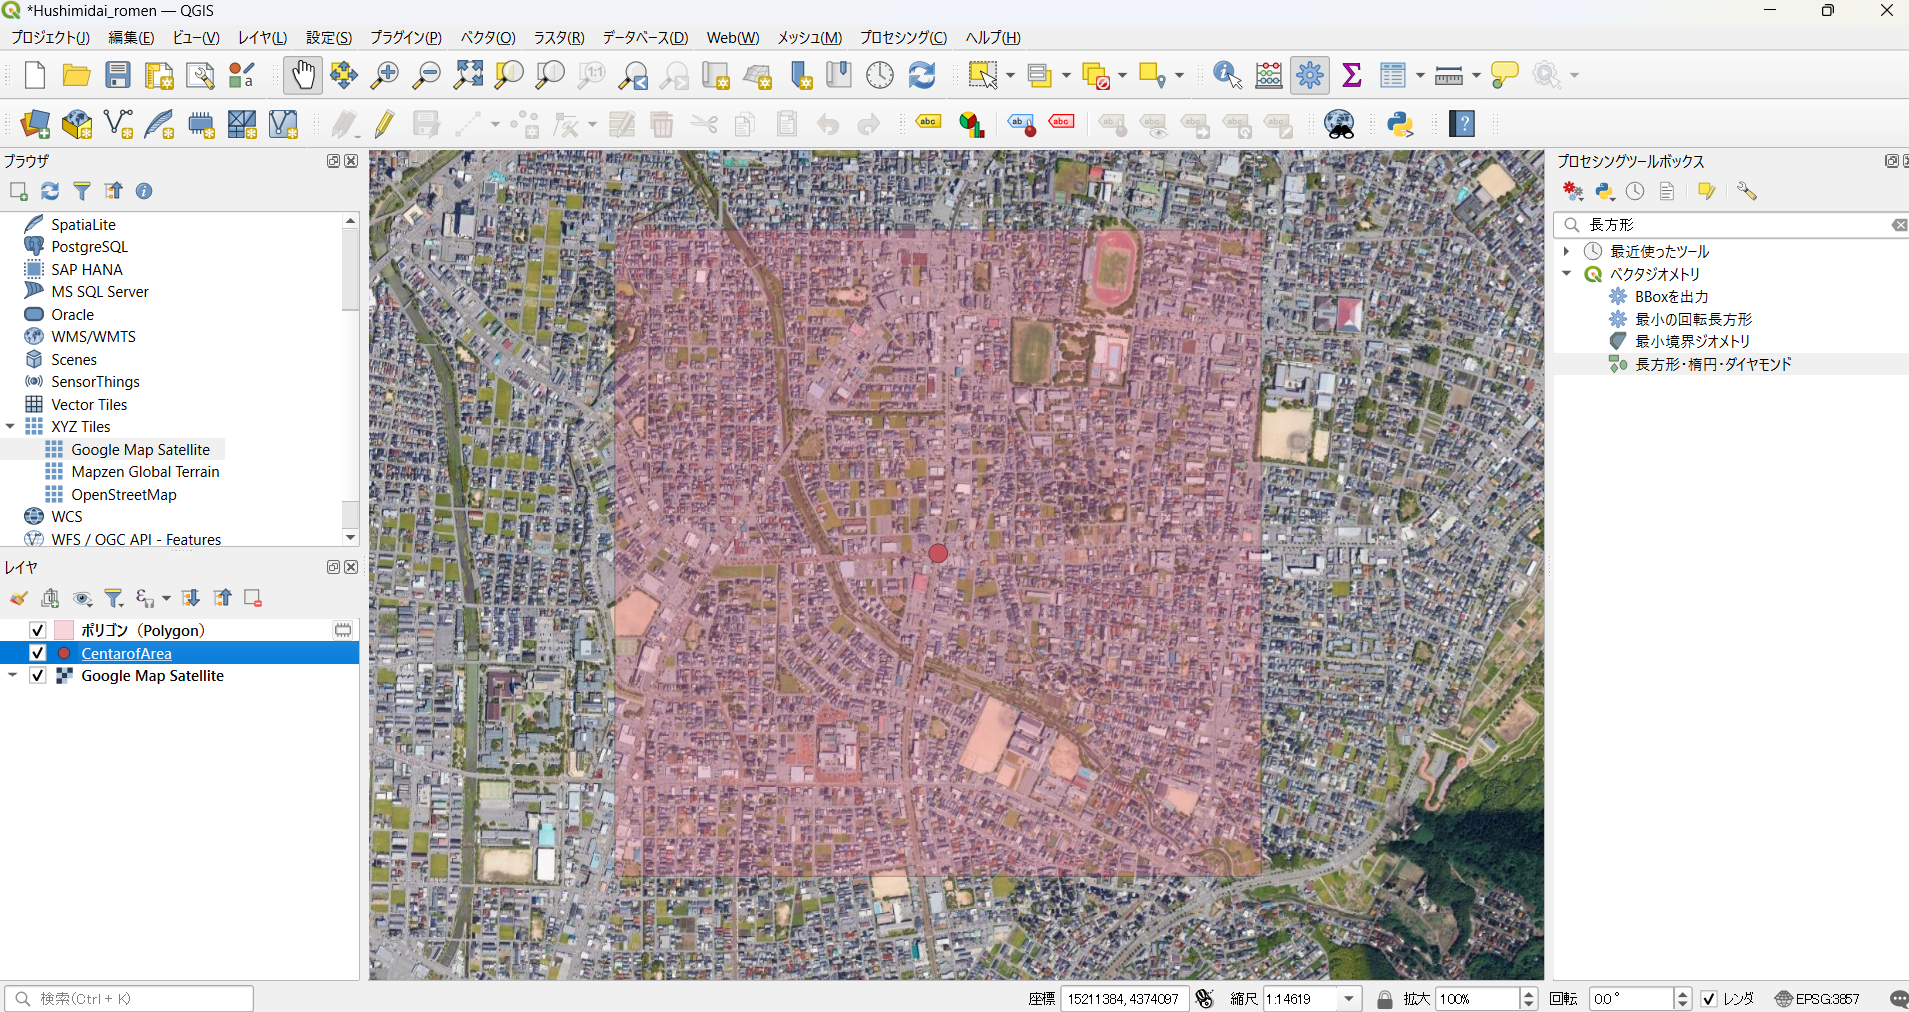 *Hushimidai_romen — QGIS
プロジェクト(J) 編集(E) ビュー(V) レイヤ(L) 設定(S) プラグイン(P) ベクタ(O) ラスタ(R) データベース(D) Web(W) メッシュ(M) プロセシング(C) ヘルプ(H)
ブラウザ
SpatiaLite
PostgreSQL
SAP HANA
MS SQL Server
Oracle
WMS/WMTS
Scenes
SensorThings
Vector Tiles
XYZ Tiles
Google Map Satellite
Mapzen Global Terrain
OpenStreetMap
WCS
WFS / OGC API - Features
レイヤ
ポリゴン（Polygon）
CentarofArea
Google Map Satellite
プロセシングツールボックス
長方形
最近使ったツール
ベクタジオメトリ
BBoxを出力
最小の回転長方形
最小境界ジオメトリ
長方形・楕円・ダイヤモンド
検索(Ctrl + K) 座標 15211384, 4374097 縮尺 1:14619 拡大 100% 回転 0.0 ° レンダ EPSG:3857